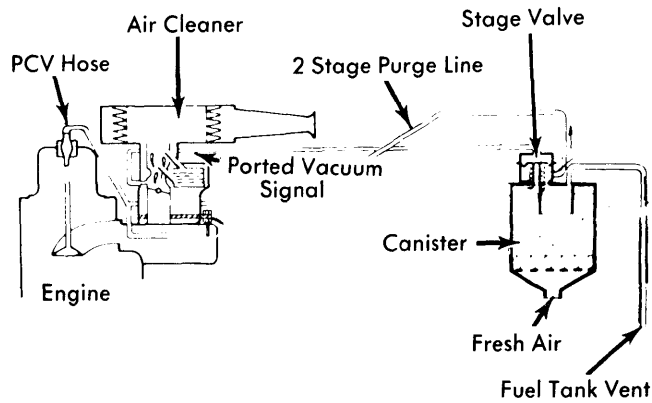 Air Cleaner
Stage Valve
PCV Hose
2 Stage Purge Line
Ported Vacuum
Signal
Canister
Engine
Fresh Air
Fuel Tank Vent